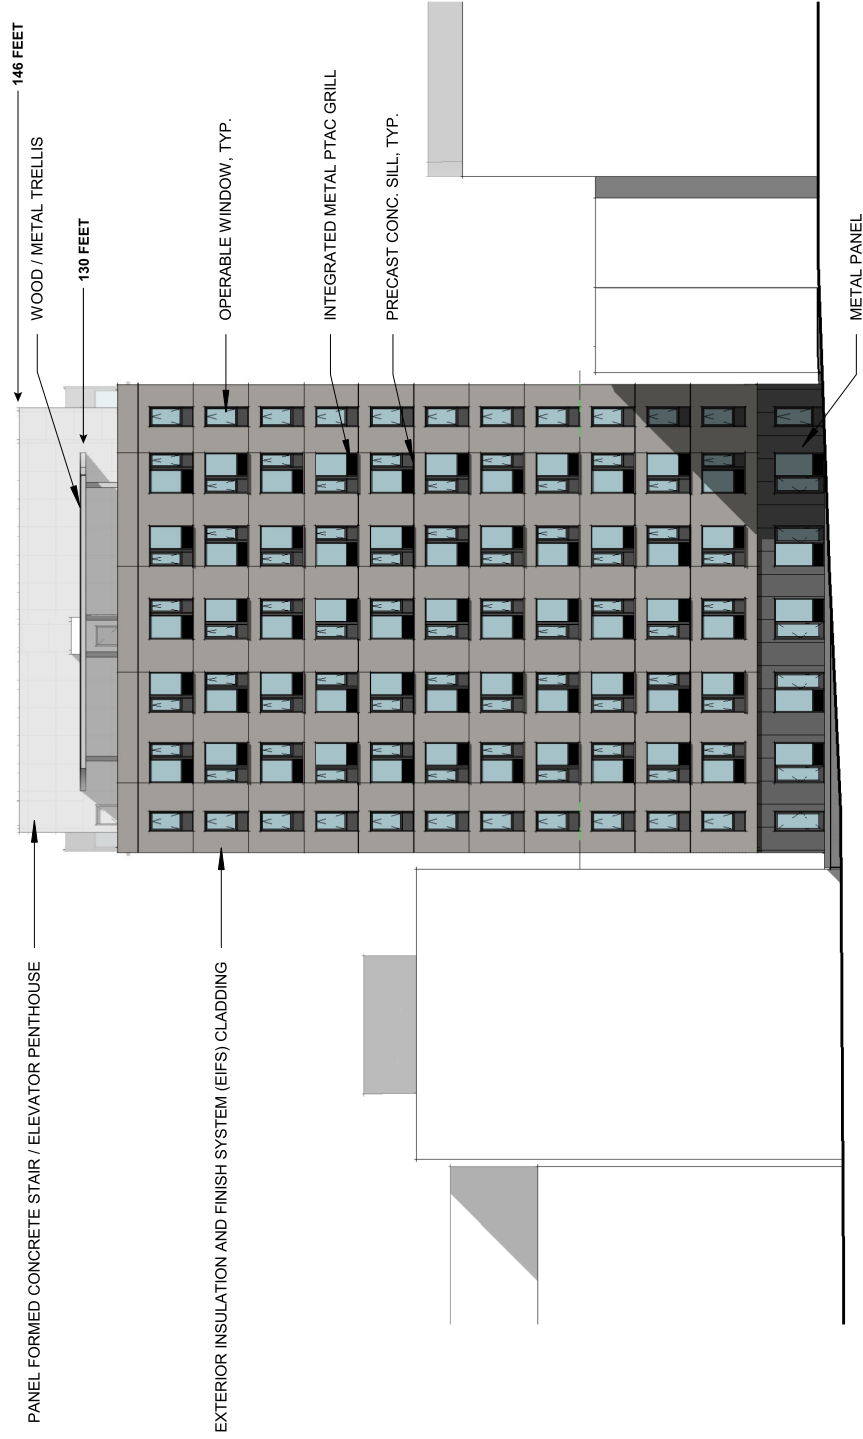 146 FEET
WOOD / METAL TRELLIS
130 FEET
OPERABLE WINDOW, TYP.
INTEGRATED METAL PTAC GRILL
PRECAST CONC. SILL, TYP.
METAL PANEL
PANEL FORMED CONCRETE STAIR / ELEVATOR PENTHOUSE
EXTERIOR INSULATION AND FINISH SYSTEM (EIFS) CLADDING